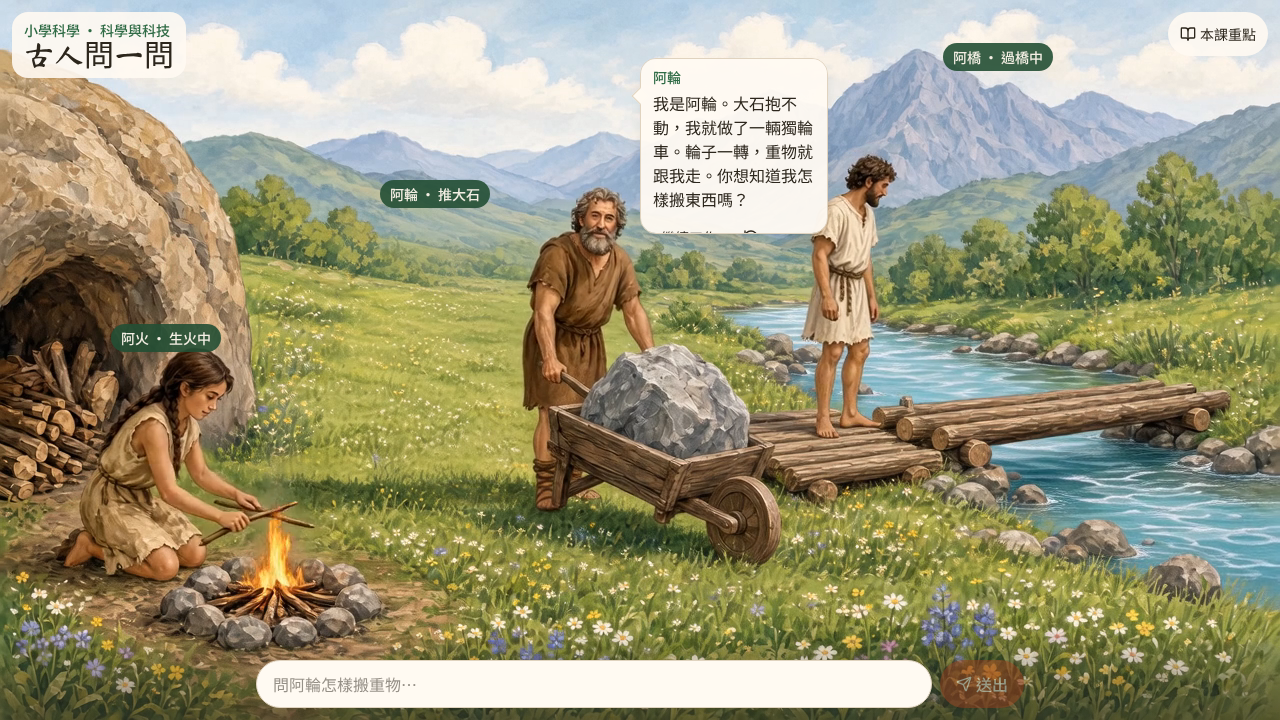 小學科學 · 科學與科技
古人問一問
本課重點
阿橋 · 過橋中
阿輪
我是阿輪。大石抱不
動，我就做了一輛獨輪
車。輪子一轉，重物就
跟我走。你想知道我怎
樣搬東西嗎？
阿輪 · 推大石
阿火 · 生火中
問阿輪怎樣搬重物…
送出